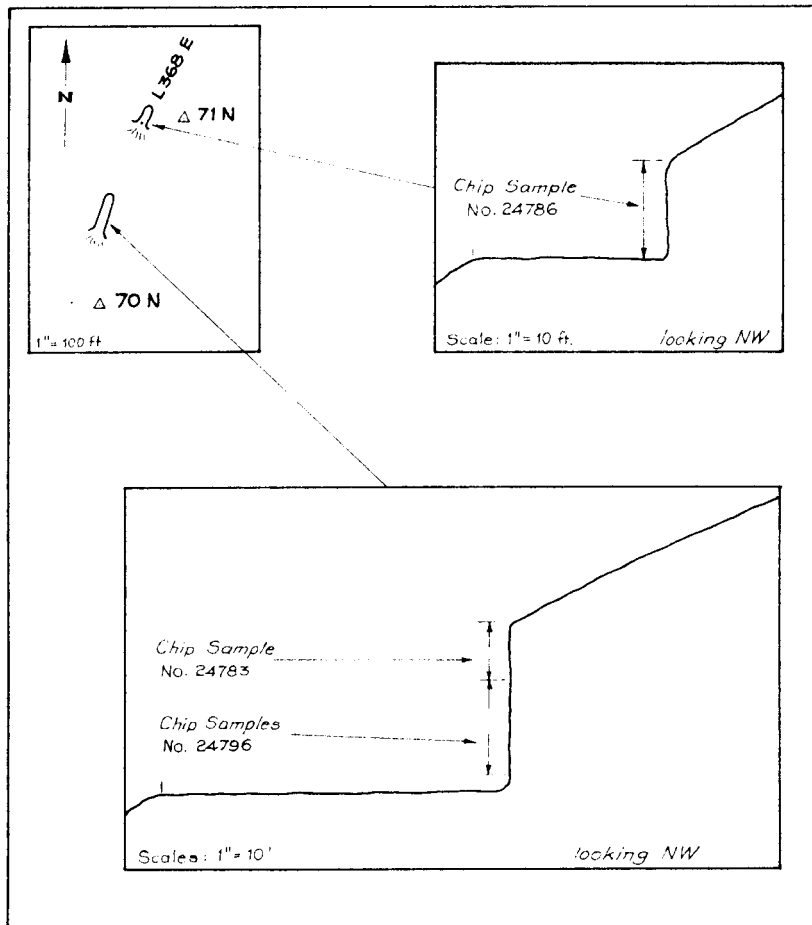 N
L 368 E
△ 71 N
△ 70 N
1" = 100 ft
Chip Sample
No. 24786
Scale: 1" = 10 ft.
looking NW
Chip Sample
No. 24783
Chip Samples
No. 24796
Scales: 1" = 10'
looking NW